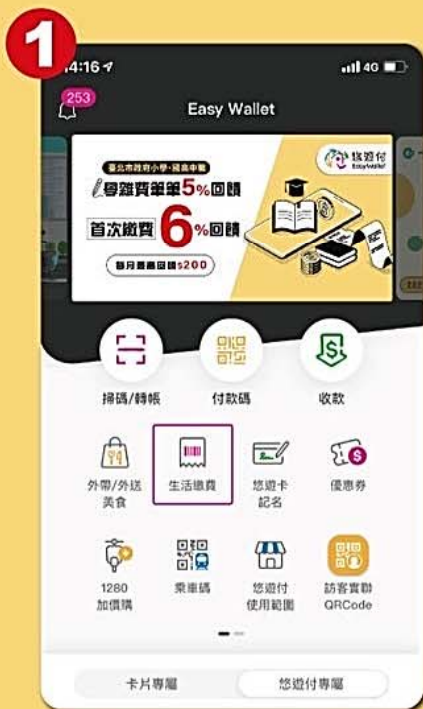 1
4:16
4G
253
Easy Wallet
悠遊付
EasyWallet
臺北市政府小學、國高中職
學雜費筆筆5%回饋
首次繳費6%回饋
每月最高回饋$200
掃碼/轉帳
付款碼
收款
外帶/外送
美食
生活繳費
悠遊卡
記名
優惠券
1280
加價購
乘車碼
悠遊付
使用範圍
訪客實聯
QRCode
卡片專屬
悠遊付專屬